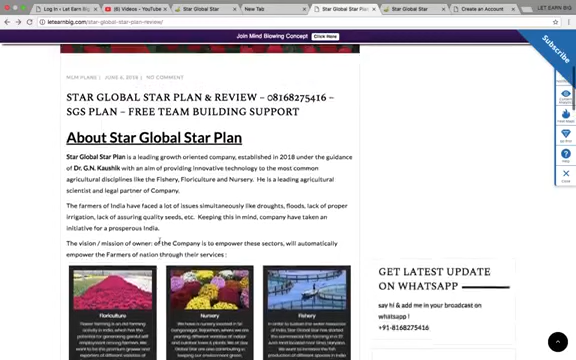 Log In ‹ Let Earn Big
(6) Videos - YouTube
Star Global Star
New Tab
Star Global Star Plan
Star Global Star
Create an Account
LET EARN BIG
letearnbig.com/star-global-star-plan-review/
Join Mind Blowing Concept Click Here
Subscribe
MLM PLANS | JUNE 6, 2018 | NO COMMENT
STAR GLOBAL STAR PLAN & REVIEW – 08168275416 –
SGS PLAN – FREE TEAM BUILDING SUPPORT
About Star Global Star Plan
Star Global Star Plan is a leading growth oriented company, established in 2018 under the guidance
of Dr. G.N. Kaushik with an aim of providing innovative technology to the most common
agricultural disciplines like the Fishery, Floriculture and Nursery. He is a leading agricultural
scientist and legal partner of Company.
The farmers of India have faced a lot of issues simultaneously like droughts, floods, lack of proper
irrigation, lack of assuring quality seeds, etc. Keeping this in mind, company have taken an
initiative for a prosperous India.
The vision / mission of owner: of the Company is to empower these sectors, will automatically
empower the Farmers of nation through their services :
GET LATEST UPDATE
ON WHATSAPP
say hi & add me in your broadcast on
whatsapp !
+91-8168275416
Floriculture
Nursery
Fishery